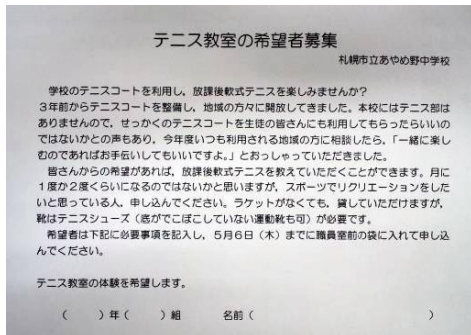 テニス教室の希望者募集
札幌市立あやめ野中学校
学校のテニスコートを利用し、放課後軟式テニスを楽しみませんか？
３年前からテニスコートを整備し、地域の方々に開放してきました。本校にはテニス部は
ありませんので、せっかくのテニスコートを生徒の皆さんにも利用してもらったらいいの
ではないかとの声もあり、今年度いつも利用される地域の方に相談したら、「一緒に楽し
むのであればお手伝いしてもいいですよ。」とおっしゃっていただきました。
皆さんからの希望があれば、放課後軟式テニスを教えていただくことができます。月に
１度か２度くらいになるのではないかと思いますが、スポーツでリクリエーションをした
いと思っている人、申し込んでください。ラケットがなくても、貸していただけますが、
靴はテニスシューズ（底がでこぼこしていない運動靴も可）が必要です。
希望者は下記に必要事項を記入し、５月６日（木）までに職員室前の袋に入れて申し込
んでください。
テニス教室の体験を希望します。
（　　）年（　　）組　　名前（　　　　　　　　　　）